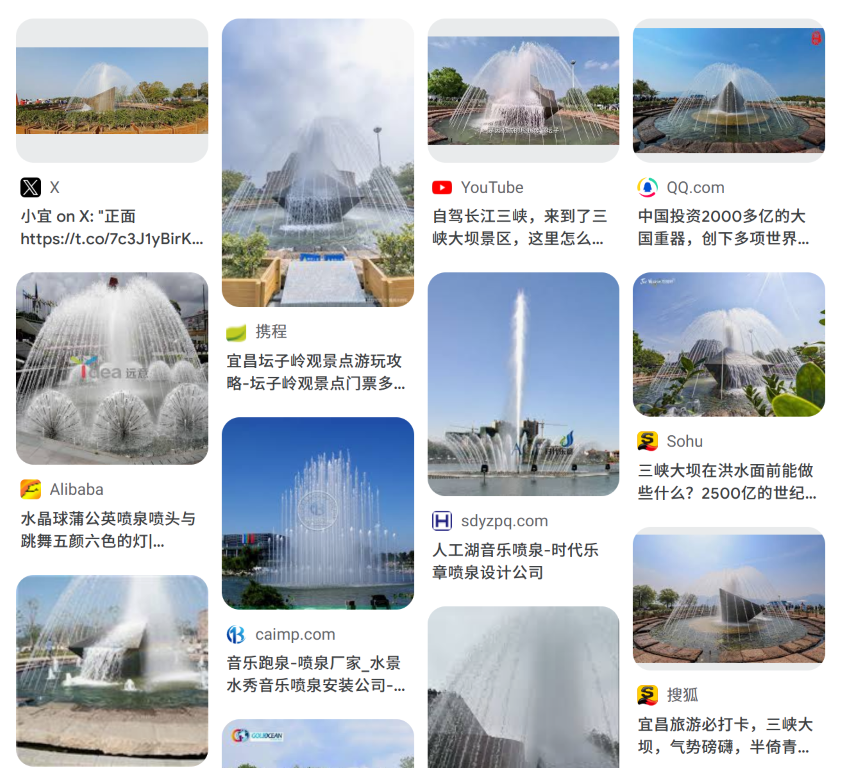 X
小宜 on X: "正面
https://t.co/7c3J1yBirK...
idea 远意
Alibaba
水晶球蒲公英喷泉喷头与
跳舞五颜六色的灯|...
携程
宜昌坛子岭观景点游玩攻
略-坛子岭观景点门票多...
caimp.com
音乐跑泉-喷泉厂家_水景
水秀音乐喷泉安装公司-...
GOLDOCEAN
YouTube
自驾长江三峡，来到了三
峡大坝景区，这里怎么...
sdyzpq.com
人工湖音乐喷泉-时代乐
章喷泉设计公司
QQ.com
中国投资2000多亿的大
国重器，创下多项世界...
Sohu
三峡大坝在洪水面前能做
些什么？2500亿的世纪...
搜狐
宜昌旅游必打卡，三峡大
坝，气势磅礴，半倚青...